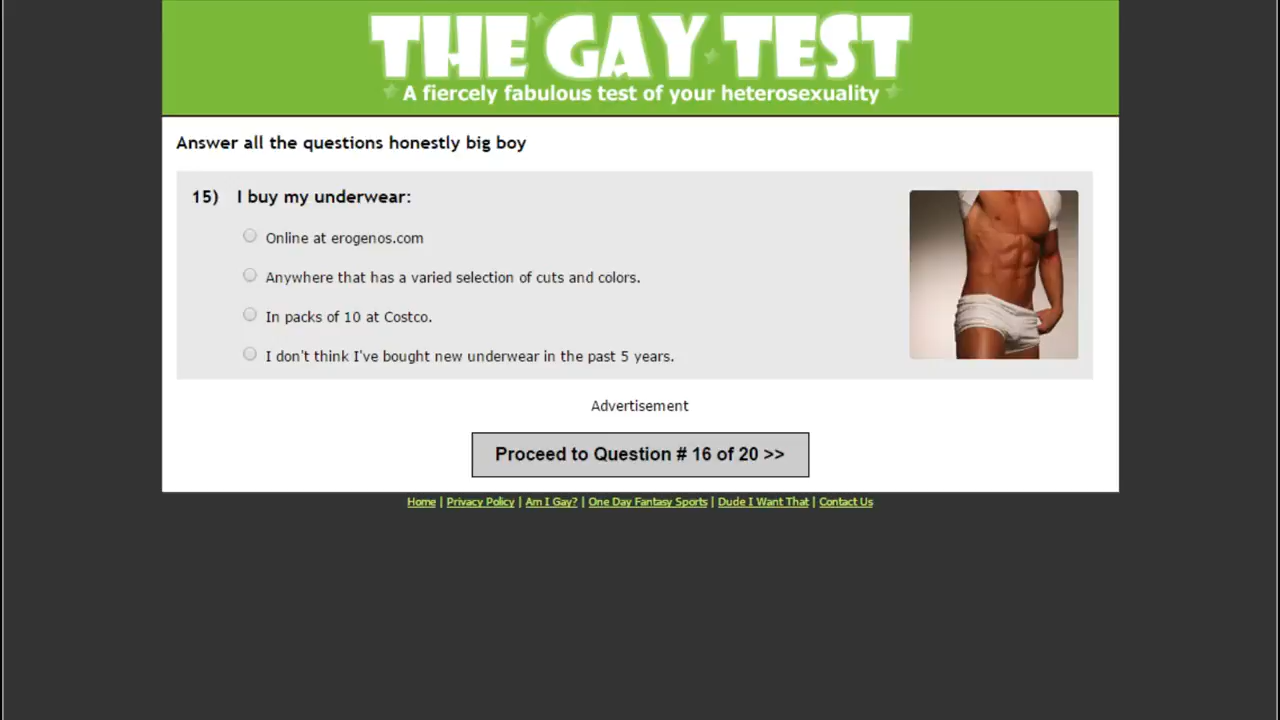 THE GAY TEST
A fiercely fabulous test of your heterosexuality
Answer all the questions honestly big boy
15) I buy my underwear:
Online at erogenos.com
Anywhere that has a varied selection of cuts and colors.
In packs of 10 at Costco.
I don't think I've bought new underwear in the past 5 years.
Advertisement
Proceed to Question # 16 of 20 >>
Home | Privacy Policy | Am I Gay? | One Day Fantasy Sports | Dude I Want That | Contact Us